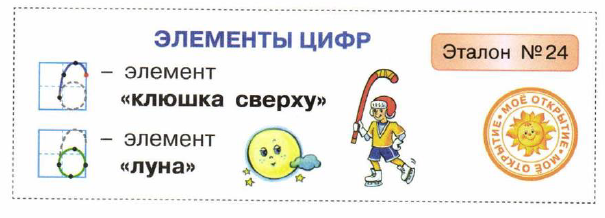 ЭЛЕМЕНТЫ ЦИФР
Эталон №24
– элемент
«клюшка сверху»
– элемент
«луна»
МОЁ ОТКРЫТИЕ • МОЁ ОТКРЫТИЕ •